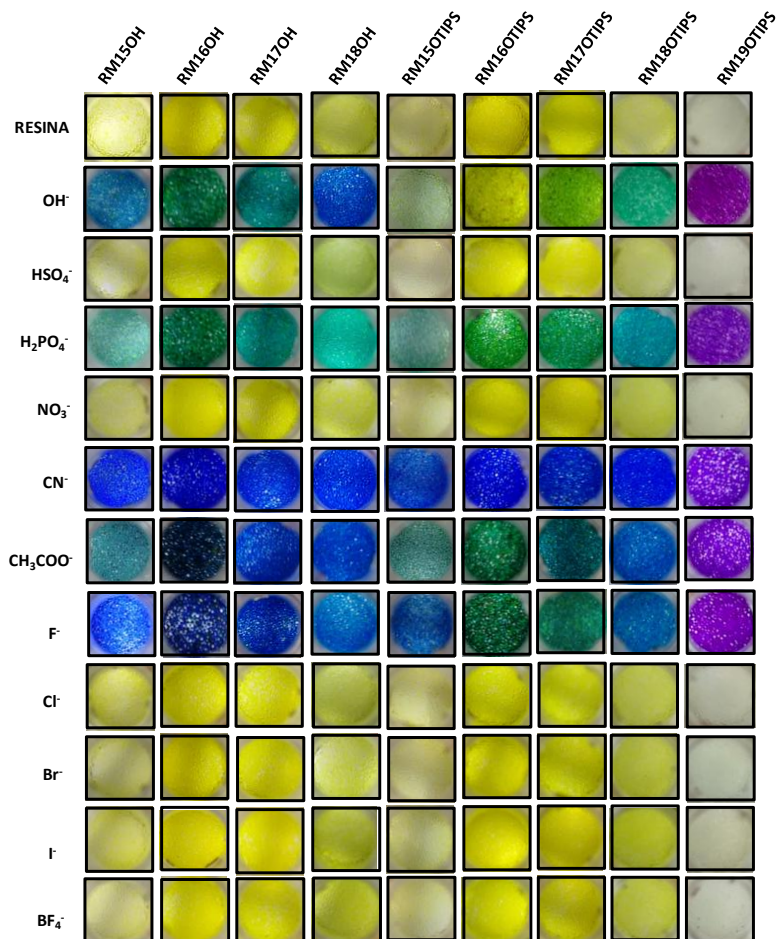 RM15OH RM16OH RM17OH RM18OH RM15OTIPS RM16OTIPS RM17OTIPS RM18OTIPS RM19OTIPS
RESINA
OH⁻
HSO₄⁻
H₂PO₄⁻
NO₃⁻
CN⁻
CH₃COO⁻
F⁻
Cl⁻
Br⁻
I⁻
BF₄⁻